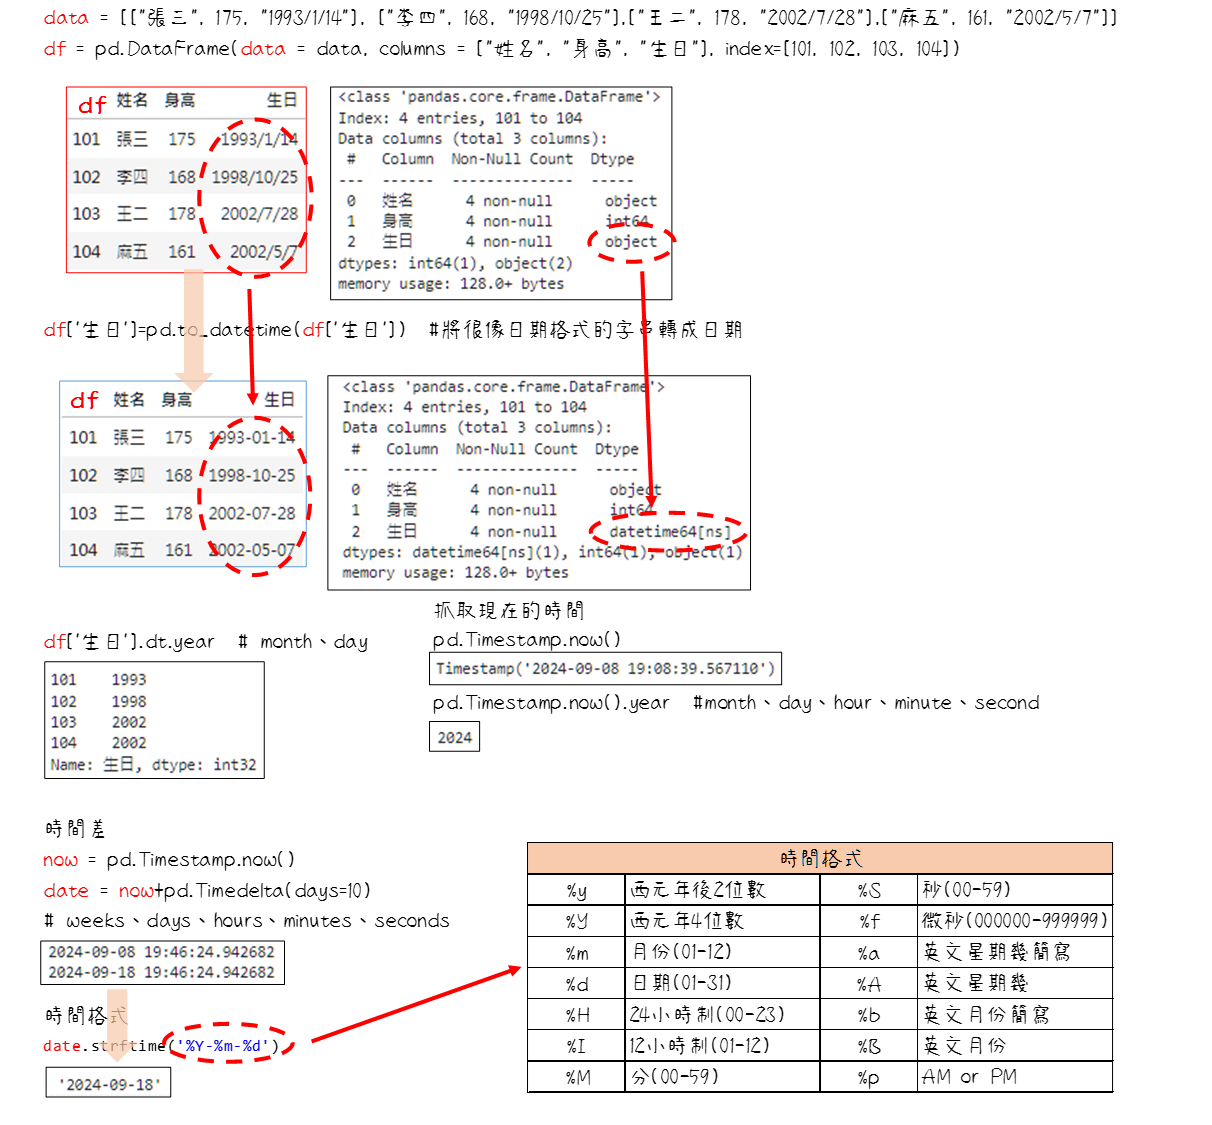 data = [["張三", 175, "1993/1/14"], ["李四", 168, "1998/10/25"],["王二", 178, "2002/7/28"],["麻五", 161, "2002/5/7"]]
df = pd.DataFrame(data = data, columns = ["姓名", "身高", "生日"], index=[101, 102, 103, 104])
df 姓名 身高 生日
101 張三 175 1993/1/14
102 李四 168 1998/10/25
103 王二 178 2002/7/28
104 麻五 161 2002/5/7
<class 'pandas.core.frame.DataFrame'>
Index: 4 entries, 101 to 104
Data columns (total 3 columns):
# Column Non-Null Count Dtype
--- ------ -------------- -----
0 姓名 4 non-null object
1 身高 4 non-null int64
2 生日 4 non-null object
dtypes: int64(1), object(2)
memory usage: 128.0+ bytes
df['生日']=pd.to_datetime(df['生日']) #將很像日期格式的字串轉成日期
df 姓名 身高 生日
101 張三 175 1993-01-14
102 李四 168 1998-10-25
103 王二 178 2002-07-28
104 麻五 161 2002-05-07
<class 'pandas.core.frame.DataFrame'>
Index: 4 entries, 101 to 104
Data columns (total 3 columns):
# Column Non-Null Count Dtype
--- ------ -------------- -----
0 姓名 4 non-null object
1 身高 4 non-null int64
2 生日 4 non-null datetime64[ns]
dtypes: datetime64[ns](1), int64(1), object(1)
memory usage: 128.0+ bytes
df['生日'].dt.year # month、day
101 1993
102 1998
103 2002
104 2002
Name: 生日, dtype: int32
抓取現在的時間
pd.Timestamp.now()
Timestamp('2024-09-08 19:08:39.567110')
pd.Timestamp.now().year #month、day、hour、minute、second
2024
時間差
now = pd.Timestamp.now()
date = now+pd.Timedelta(days=10)
# weeks、days、hours、minutes、seconds
2024-09-08 19:46:24.942682
2024-09-18 19:46:24.942682
時間格式
date.strftime('%Y-%m-%d')
'2024-09-18'
時間格式
%y 西元年後2位數 %S 秒(00-59)
%Y 西元年4位數 %f 微秒(000000-999999)
%m 月份(01-12) %a 英文星期幾簡寫
%d 日期(01-31) %A 英文星期幾
%H 24小時制(00-23) %b 英文月份簡寫
%I 12小時制(01-12) %B 英文月份
%M 分(00-59) %p AM or PM